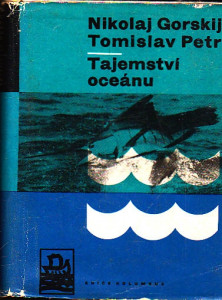 Nikolaj Gorskij
Tomislav Petr
Tajemství
oceánu